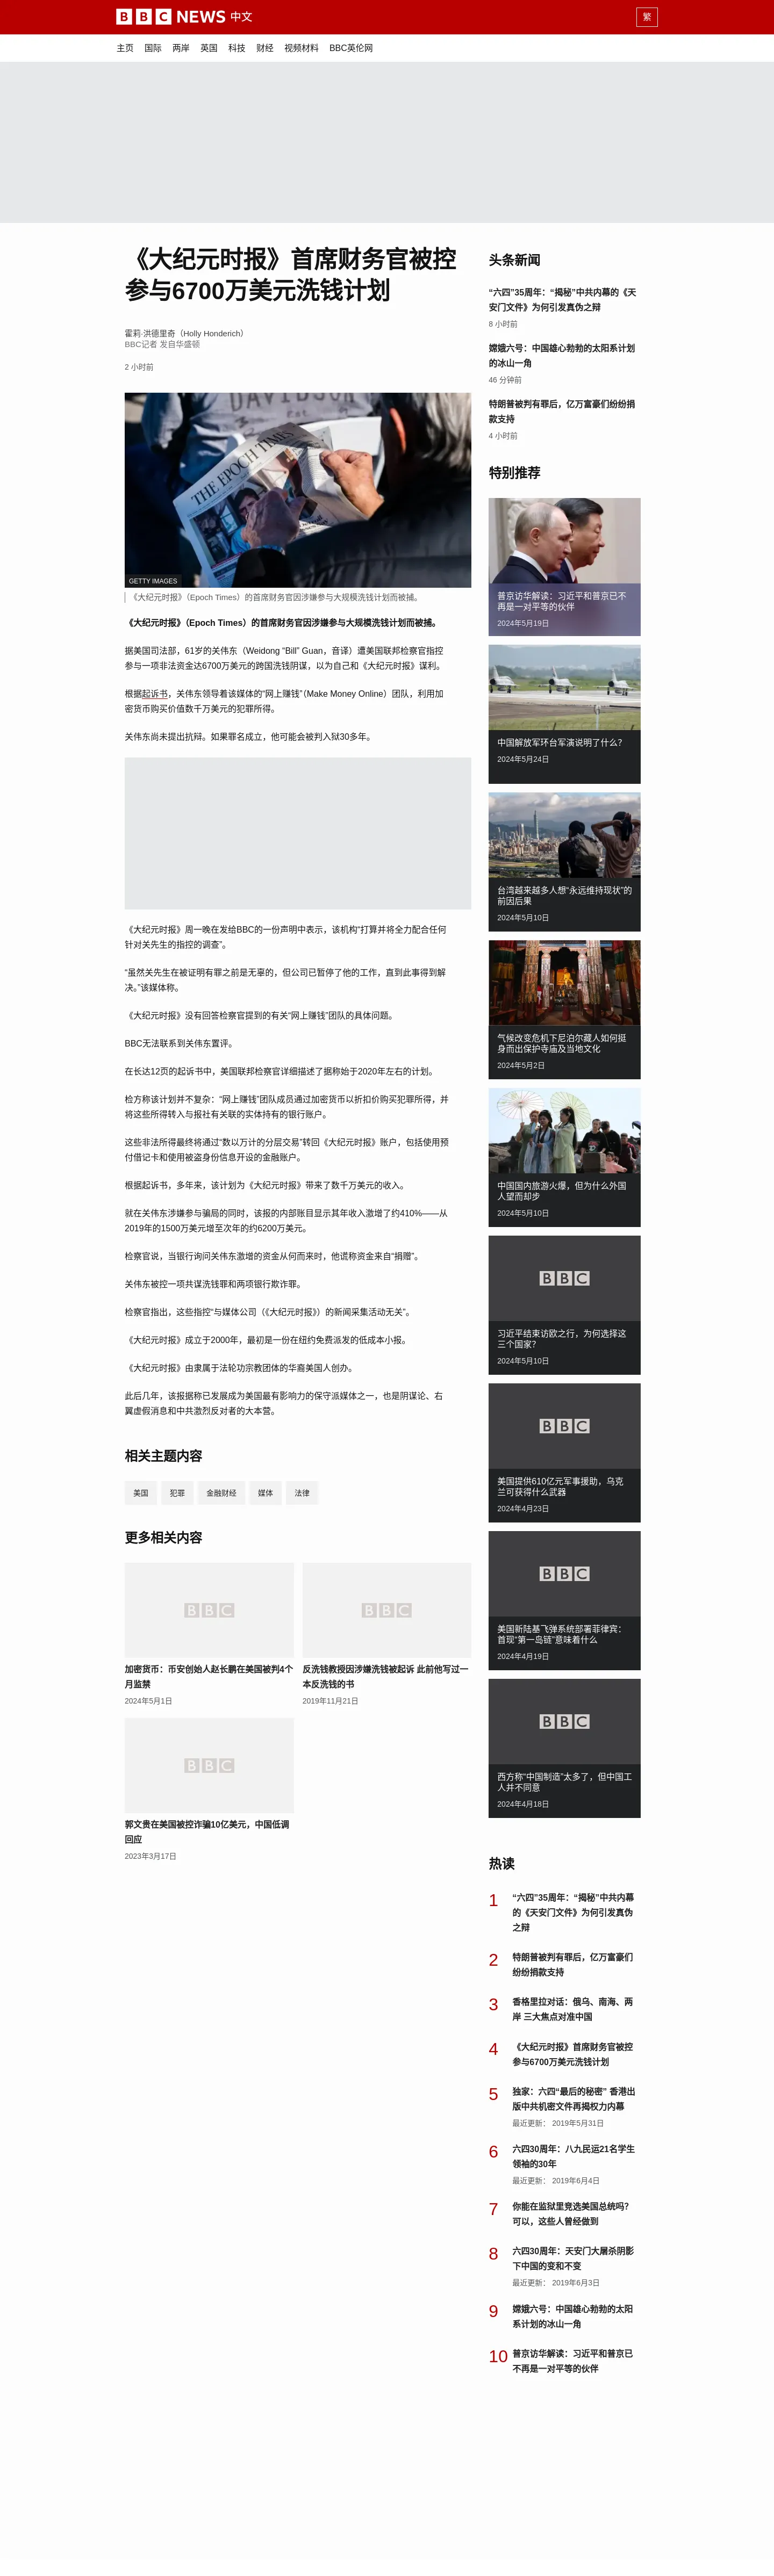 BBC NEWS 中文
繁
主页 国际 两岸 英国 科技 财经 视频材料 BBC英伦网
《大纪元时报》首席财务官被控
参与6700万美元洗钱计划
霍莉·洪德里奇（Holly Honderich）
BBC记者 发自华盛顿
2 小时前
THE EPOCH TIMES
GETTY IMAGES
《大纪元时报》（Epoch Times）的首席财务官因涉嫌参与大规模洗钱计划而被捕。
《大纪元时报》（Epoch Times）的首席财务官因涉嫌参与大规模洗钱计划而被捕。
据美国司法部，61岁的关伟东（Weidong “Bill” Guan，音译）遭美国联邦检察官指控
参与一项非法资金达6700万美元的跨国洗钱阴谋，以为自己和《大纪元时报》谋利。
根据起诉书，关伟东领导着该媒体的“网上赚钱”（Make Money Online）团队，利用加
密货币购买价值数千万美元的犯罪所得。
关伟东尚未提出抗辩。如果罪名成立，他可能会被判入狱30多年。
《大纪元时报》周一晚在发给BBC的一份声明中表示，该机构“打算并将全力配合任何
针对关先生的指控的调查”。
“虽然关先生在被证明有罪之前是无辜的，但公司已暂停了他的工作，直到此事得到解
决。”该媒体称。
《大纪元时报》没有回答检察官提到的有关“网上赚钱”团队的具体问题。
BBC无法联系到关伟东置评。
在长达12页的起诉书中，美国联邦检察官详细描述了据称始于2020年左右的计划。
检方称该计划并不复杂：“网上赚钱”团队成员通过加密货币以折扣价购买犯罪所得，并
将这些所得转入与报社有关联的实体持有的银行账户。
这些非法所得最终将通过“数以万计的分层交易”转回《大纪元时报》账户，包括使用预
付借记卡和使用被盗身份信息开设的金融账户。
根据起诉书，多年来，该计划为《大纪元时报》带来了数千万美元的收入。
就在关伟东涉嫌参与骗局的同时，该报的内部账目显示其年收入激增了约410%——从
2019年的1500万美元增至次年的约6200万美元。
检察官说，当银行询问关伟东激增的资金从何而来时，他谎称资金来自“捐赠”。
关伟东被控一项共谋洗钱罪和两项银行欺诈罪。
检察官指出，这些指控“与媒体公司（《大纪元时报》）的新闻采集活动无关”。
《大纪元时报》成立于2000年，最初是一份在纽约免费派发的低成本小报。
《大纪元时报》由隶属于法轮功宗教团体的华裔美国人创办。
此后几年，该报据称已发展成为美国最有影响力的保守派媒体之一，也是阴谋论、右
翼虚假消息和中共激烈反对者的大本营。
相关主题内容
美国 犯罪 金融财经 媒体 法律
更多相关内容
BBC
加密货币：币安创始人赵长鹏在美国被判4个
月监禁
2024年5月1日
BBC
反洗钱教授因涉嫌洗钱被起诉 此前他写过一
本反洗钱的书
2019年11月21日
BBC
郭文贵在美国被控诈骗10亿美元，中国低调
回应
2023年3月17日
头条新闻
“六四”35周年：“揭秘”中共内幕的《天
安门文件》为何引发真伪之辩
8 小时前
嫦娥六号：中国雄心勃勃的太阳系计划
的冰山一角
46 分钟前
特朗普被判有罪后，亿万富豪们纷纷捐
款支持
4 小时前
特别推荐
普京访华解读：习近平和普京已不
再是一对平等的伙伴
2024年5月19日
中国解放军环台军演说明了什么？
2024年5月24日
台湾越来越多人想“永远维持现状”的
前因后果
2024年5月10日
气候改变危机下尼泊尔藏人如何挺
身而出保护寺庙及当地文化
2024年5月2日
中国国内旅游火爆，但为什么外国
人望而却步
2024年5月10日
BBC
习近平结束访欧之行，为何选择这
三个国家？
2024年5月10日
BBC
美国提供610亿元军事援助，乌克
兰可获得什么武器
2024年4月23日
BBC
美国新陆基飞弹系统部署菲律宾：
首现“第一岛链”意味着什么
2024年4月19日
BBC
西方称“中国制造”太多了，但中国工
人并不同意
2024年4月18日
热读
1 “六四”35周年：“揭秘”中共内幕
的《天安门文件》为何引发真伪
之辩
2 特朗普被判有罪后，亿万富豪们
纷纷捐款支持
3 香格里拉对话：俄乌、南海、两
岸 三大焦点对准中国
4 《大纪元时报》首席财务官被控
参与6700万美元洗钱计划
5 独家：六四“最后的秘密” 香港出
版中共机密文件再揭权力内幕
最近更新： 2019年5月31日
6 六四30周年：八九民运21名学生
领袖的30年
最近更新： 2019年6月4日
7 你能在监狱里竞选美国总统吗？
可以，这些人曾经做到
8 六四30周年：天安门大屠杀阴影
下中国的变和不变
最近更新： 2019年6月3日
9 嫦娥六号：中国雄心勃勃的太阳
系计划的冰山一角
10 普京访华解读：习近平和普京已
不再是一对平等的伙伴